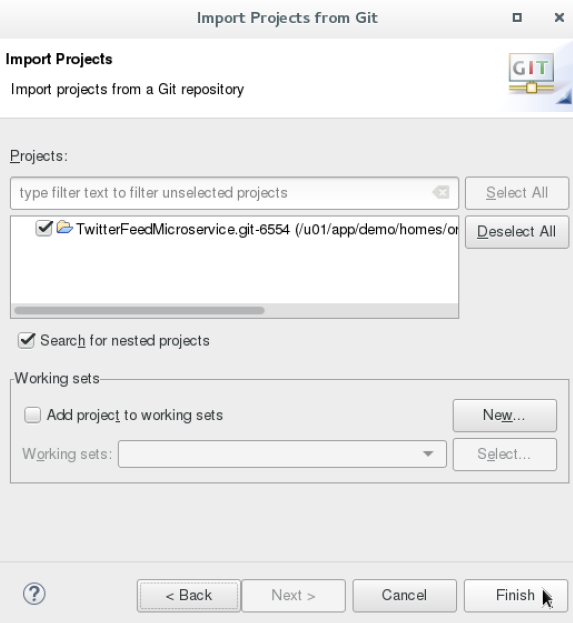 Import Projects from Git
Import Projects
Import projects from a Git repository
GIT
Projects:
type filter text to filter unselected projects
Select All
TwitterFeedMicroservice.git-6554 (/u01/app/demo/homes/or
Deselect All
Search for nested projects
Working sets
Add project to working sets
New...
Working sets:
Select...
?
< Back
Next >
Cancel
Finish